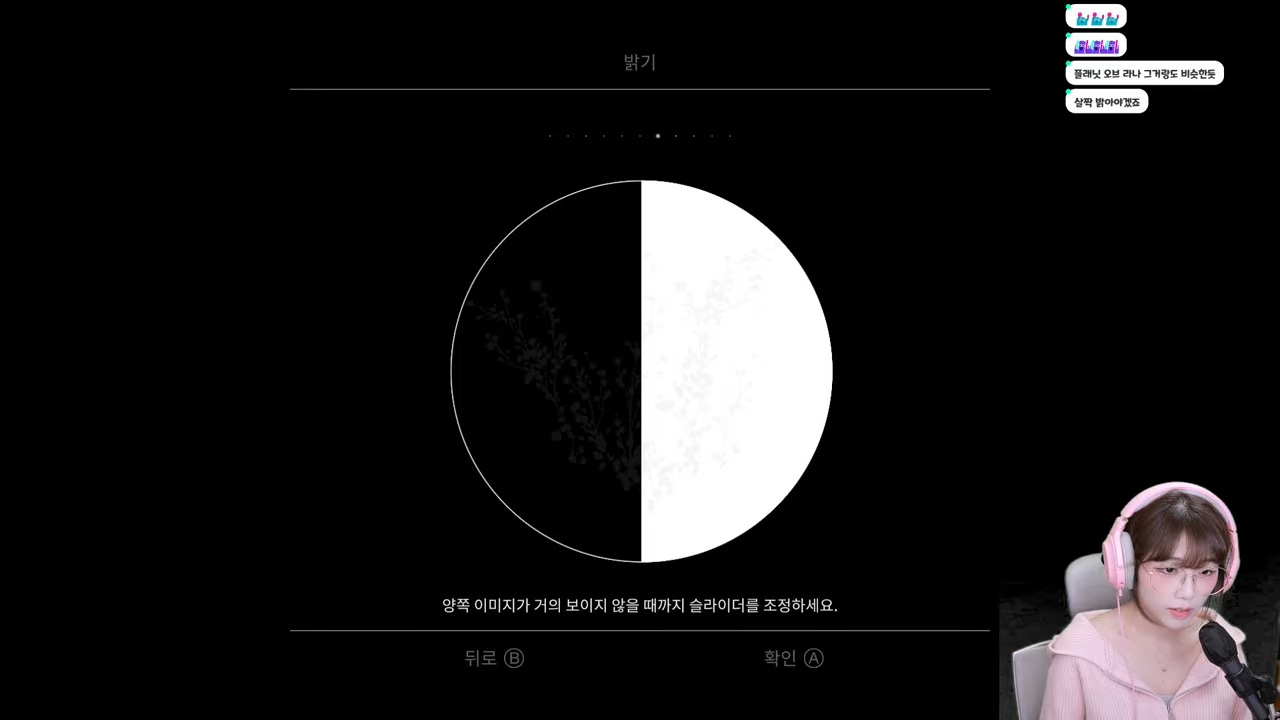 밝기
플래닛 오브 라나 그거랑도 비슷한듯
살짝 밝아야겠죠
양쪽 이미지가 거의 보이지 않을 때까지 슬라이더를 조정하세요.
뒤로 Ⓑ
확인 Ⓐ